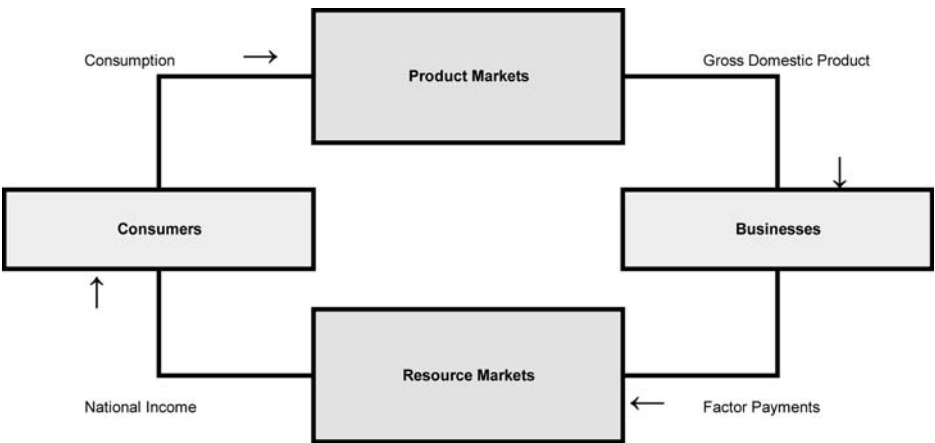 Consumption
Product Markets
Gross Domestic Product
Consumers
Businesses
Resource Markets
National Income
Factor Payments